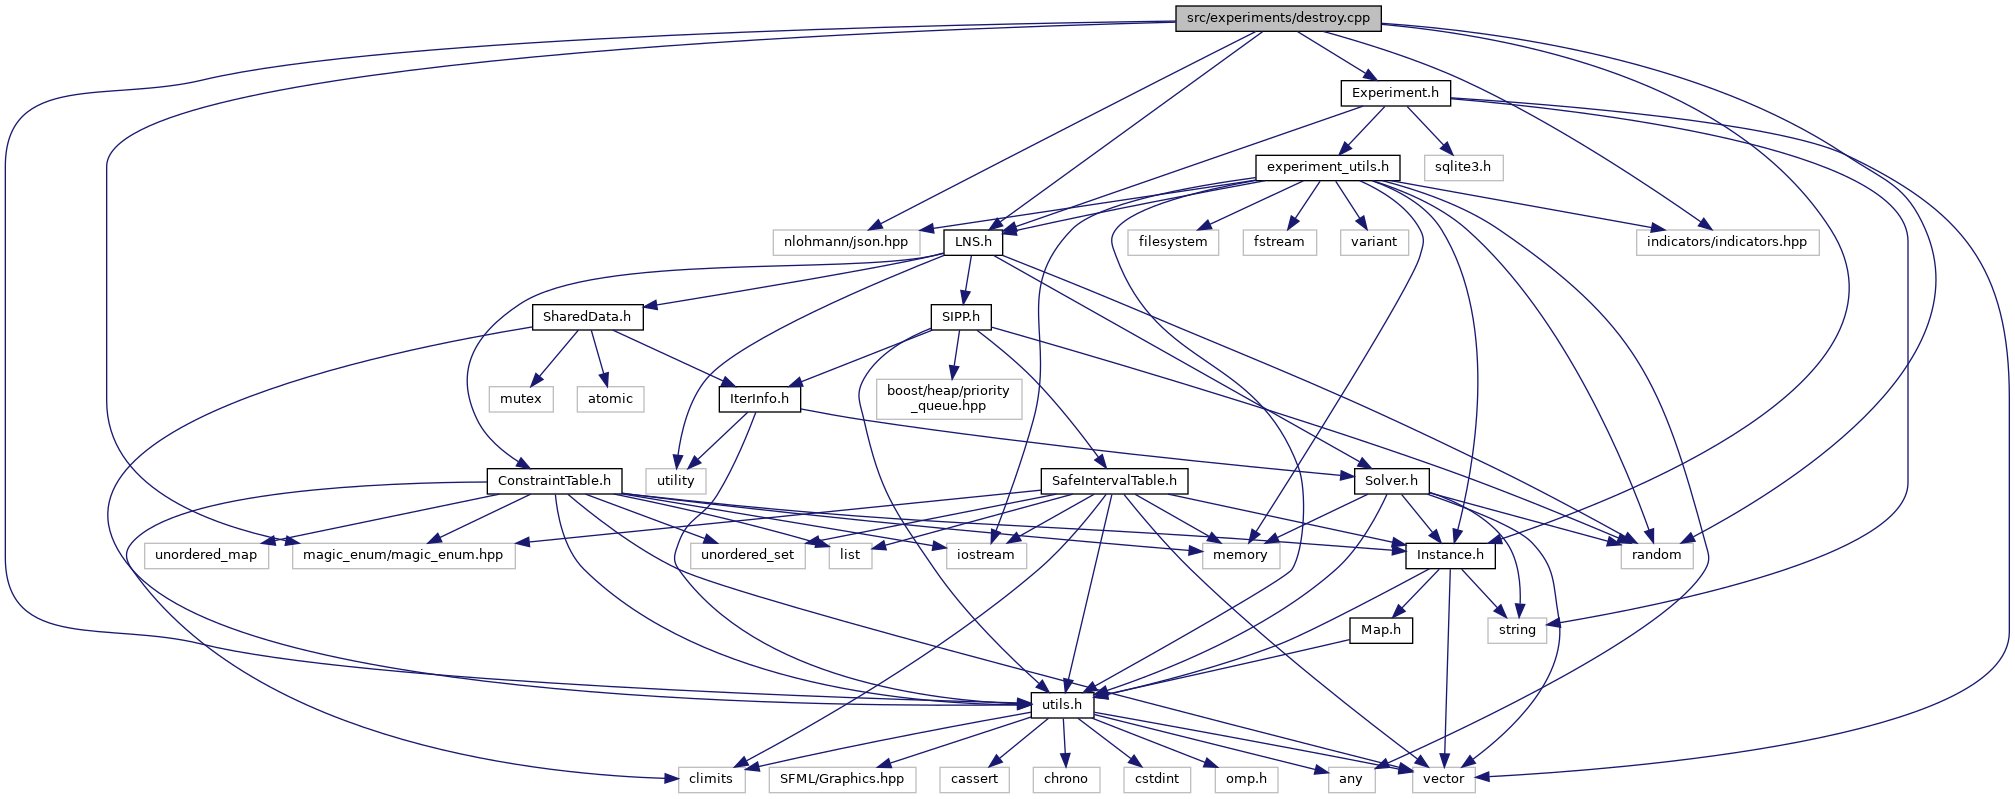 src/experiments/destroy.cpp
Experiment.h
experiment_utils.h
sqlite3.h
nlohmann/json.hpp
LNS.h
filesystem
fstream
variant
indicators/indicators.hpp
SharedData.h
SIPP.h
mutex
atomic
IterInfo.h
boost/heap/priority
_queue.hpp
ConstraintTable.h
utility
SafeIntervalTable.h
Solver.h
unordered_map
magic_enum/magic_enum.hpp
unordered_set
list
iostream
memory
Instance.h
random
Map.h
string
utils.h
climits
SFML/Graphics.hpp
cassert
chrono
cstdint
omp.h
any
vector